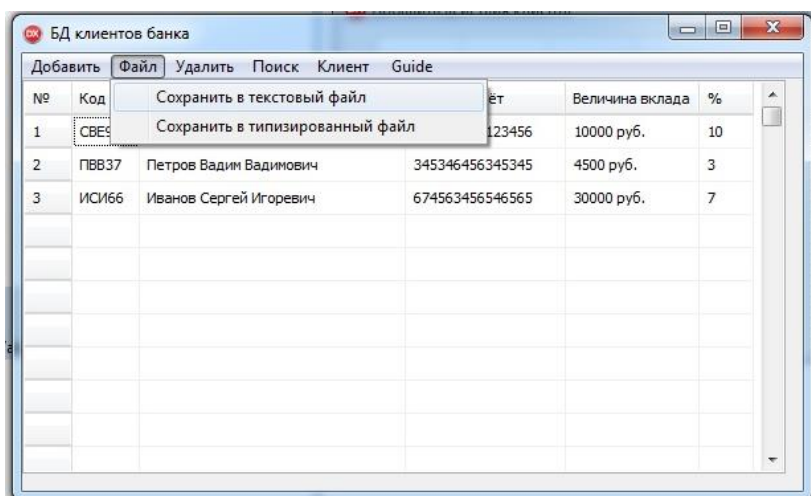 БД клиентов банка
Добавить Файл Удалить Поиск Клиент Guide
№ Код Величина вклада %
Сохранить в текстовый файл
Сохранить в типизированный файл
1 10000 руб. 10
2 ПВВ37 Петров Вадим Вадимович 345346456345345 4500 руб. 3
3 ИСИ66 Иванов Сергей Игоревич 674563456546565 30000 руб. 7